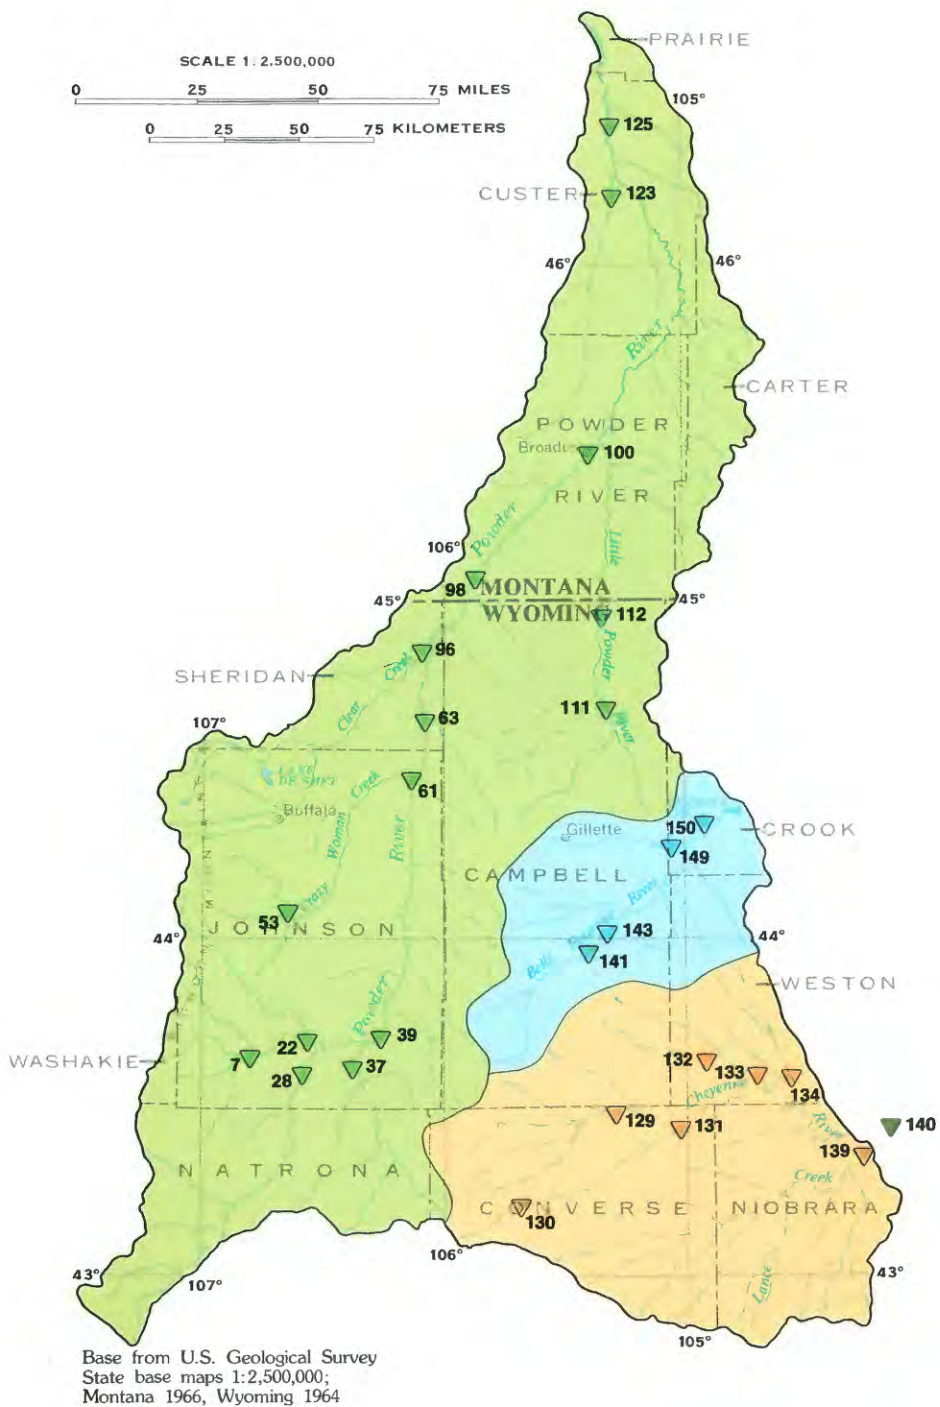 PRAIRIE
SCALE 1:2,500,000
0 25 50 75 MILES
105°
0 25 50 75 KILOMETERS
125
CUSTER
123
46°
46°
River
CARTER
POWDER
100
RIVER
Powder
Little
106°
98
MONTANA
45°
45°
WYOMING
112
96
Creek
Powder
SHERIDAN
Clear
111
River
63
107°
LAKE
DE SMET
Creek
61
Buffalo
Woman
River
Gillette
150
CROOK
149
CAMPBELL
River
Crazy
53
JOHNSON
143
44°
44°
Belle
141
WESTON
Powder
39
22
132
WASHAKIE
7
28
37
133
134
Cheyenne
129
131
River
140
139
NATRONA
Creek
CONVERSE
NIOBRARA
130
106°
43°
107°
43°
Lance
105°
Base from U.S. Geological Survey
State base maps 1:2,500,000;
Montana 1966, Wyoming 1964